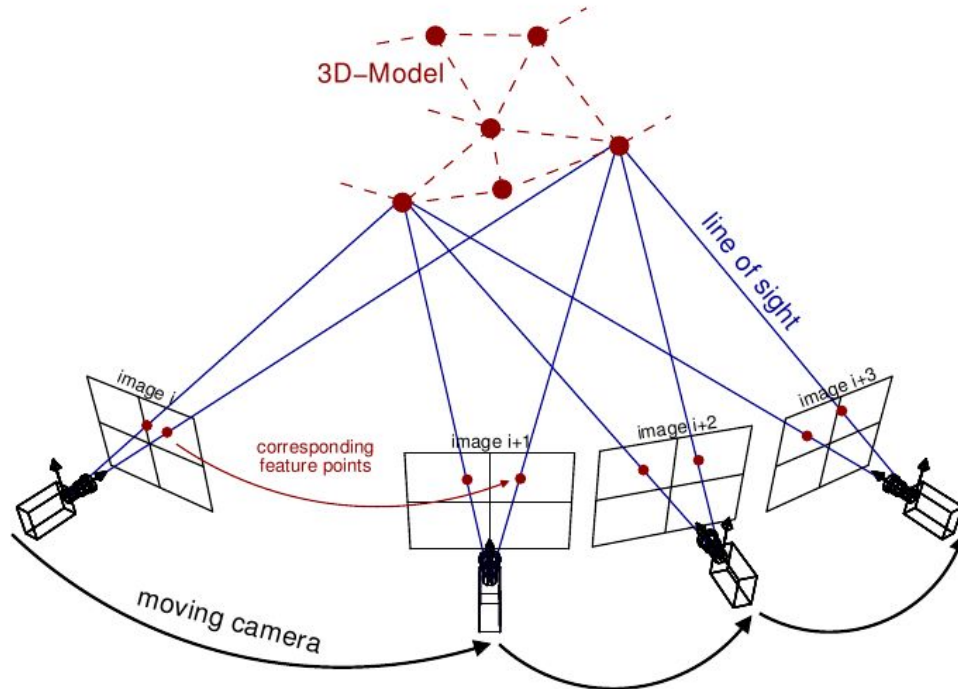 3D-Model
line of sight
image i
image i+1
image i+2
image i+3
corresponding
feature points
moving camera